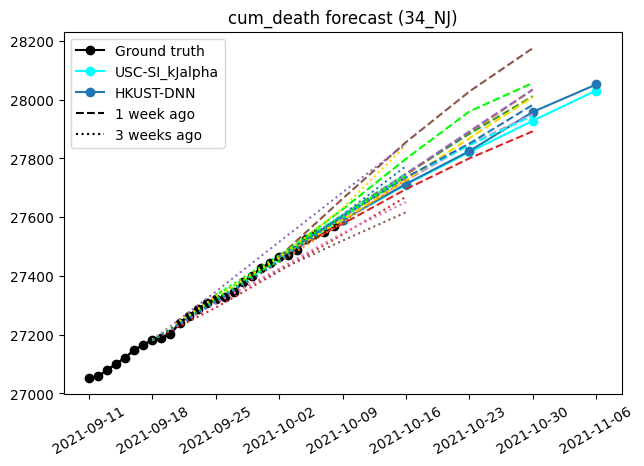 cum_death forecast (34_NJ)
Ground truth
USC-SI_kJalpha
HKUST-DNN
1 week ago
3 weeks ago
28200
28000
27800
27600
27400
27200
27000
2021-09-11
2021-09-18
2021-09-25
2021-10-02
2021-10-09
2021-10-16
2021-10-23
2021-10-30
2021-11-06